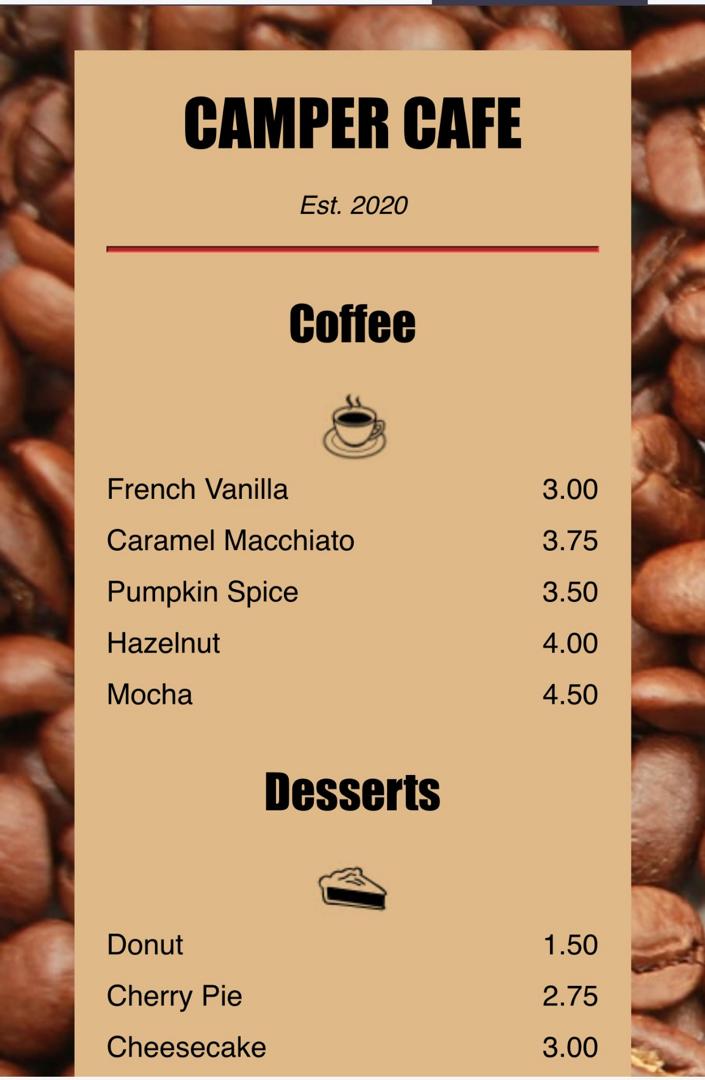 CAMPER CAFE
Est. 2020
Coffee
French Vanilla 3.00
Caramel Macchiato 3.75
Pumpkin Spice 3.50
Hazelnut 4.00
Mocha 4.50
Desserts
Donut 1.50
Cherry Pie 2.75
Cheesecake 3.00